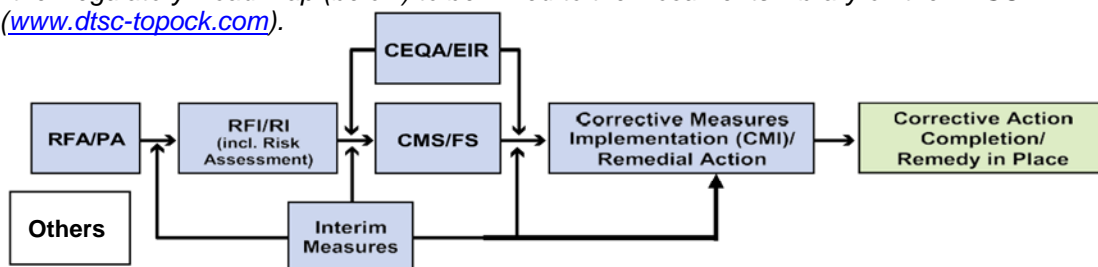 (www.dtsc-topock.com).
CEQA/EIR
RFA/PA
RFI/RI
(incl. Risk
Assessment)
CMS/FS
Corrective Measures
Implementation (CMI)/
Remedial Action
Corrective Action
Completion/
Remedy in Place
Others
Interim
Measures